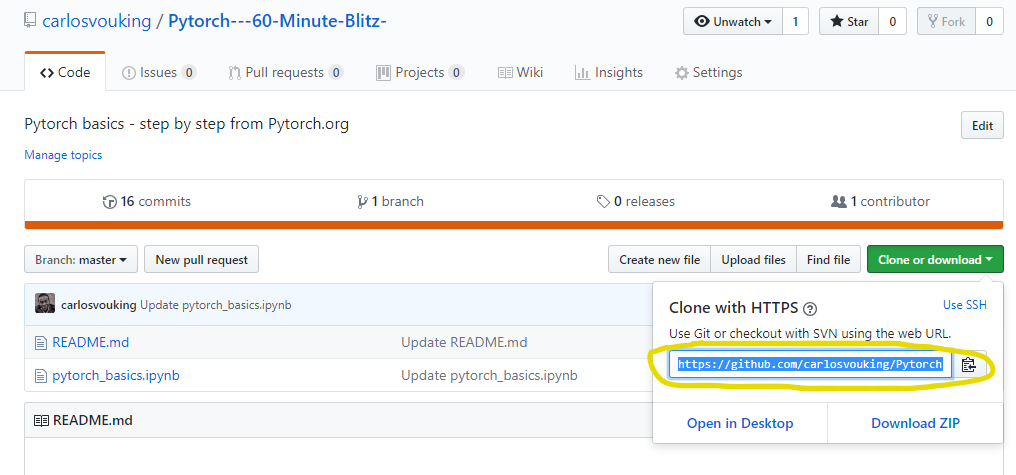 carlosvouking / Pytorch---60-Minute-Blitz-
Unwatch 1 Star 0 Fork 0
Code Issues 0 Pull requests 0 Projects 0 Wiki Insights Settings
Pytorch basics - step by step from Pytorch.org
Edit
Manage topics
16 commits 1 branch 0 releases 1 contributor
Branch: master New pull request Create new file Upload files Find file Clone or download
carlosvouking Update pytorch_basics.ipynb
README.md Update README.md
pytorch_basics.ipynb Update pytorch_basics.ipynb
README.md
Clone with HTTPS ? Use SSH
Use Git or checkout with SVN using the web URL.
https://github.com/carlosvouking/Pytorch
Open in Desktop Download ZIP